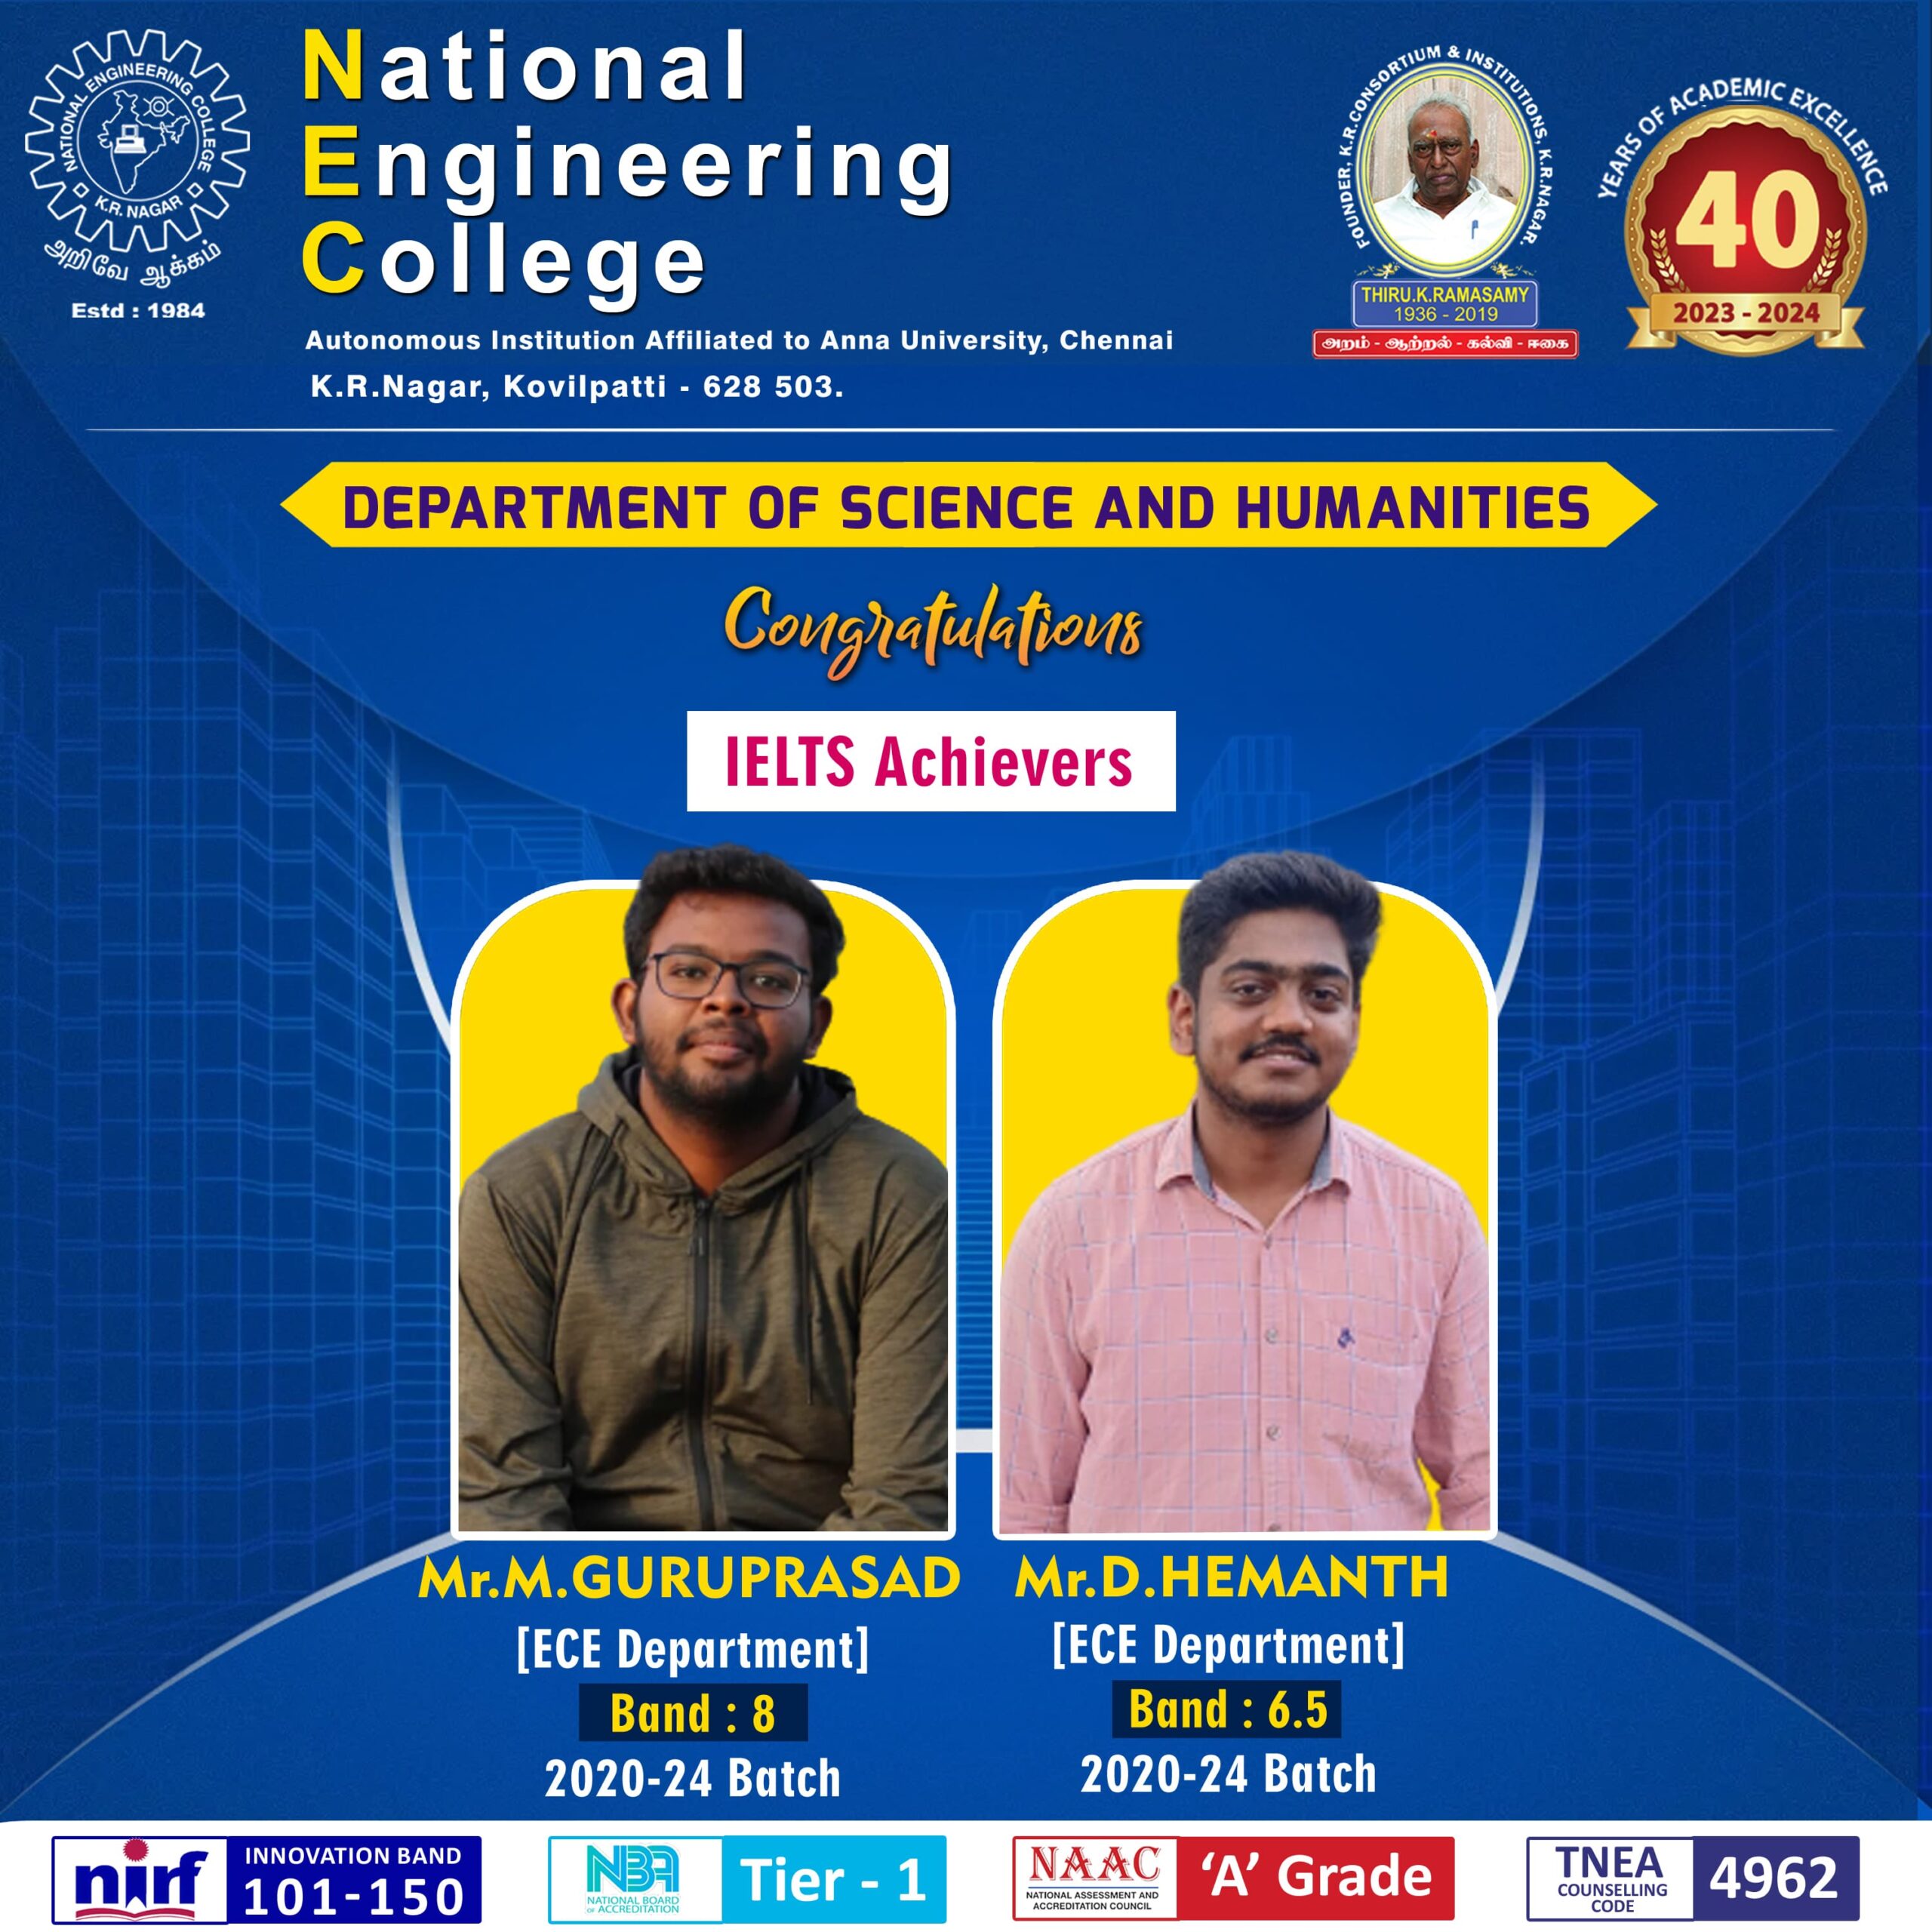 NATIONAL ENGINEERING COLLEGE
K.R. NAGAR
அறிவே ஆக்கம்
Estd : 1984
National
Engineering
College
Autonomous Institution Affiliated to Anna University, Chennai
K.R.Nagar, Kovilpatti - 628 503.
FOUNDER, K.R.CONSORTIUM & INSTITUTIONS, K.R.NAGAR.
THIRU.K.RAMASAMY
1936 - 2019
அறம் - ஆற்றல் - கல்வி - ஈகை
YEARS OF ACADEMIC EXCELLENCE
40
2023 - 2024
DEPARTMENT OF SCIENCE AND HUMANITIES
Congratulations
IELTS Achievers
Mr.M.GURUPRASAD
[ECE Department]
Band : 8
2020-24 Batch
Mr.D.HEMANTH
[ECE Department]
Band : 6.5
2020-24 Batch
nirf
INNOVATION BAND
101-150
NBA
NATIONAL BOARD
OF ACCREDITATION
Tier - 1
NAAC
NATIONAL ASSESSMENT AND
ACCREDITATION COUNCIL
‘A’ Grade
TNEA
COUNSELLING
CODE
4962